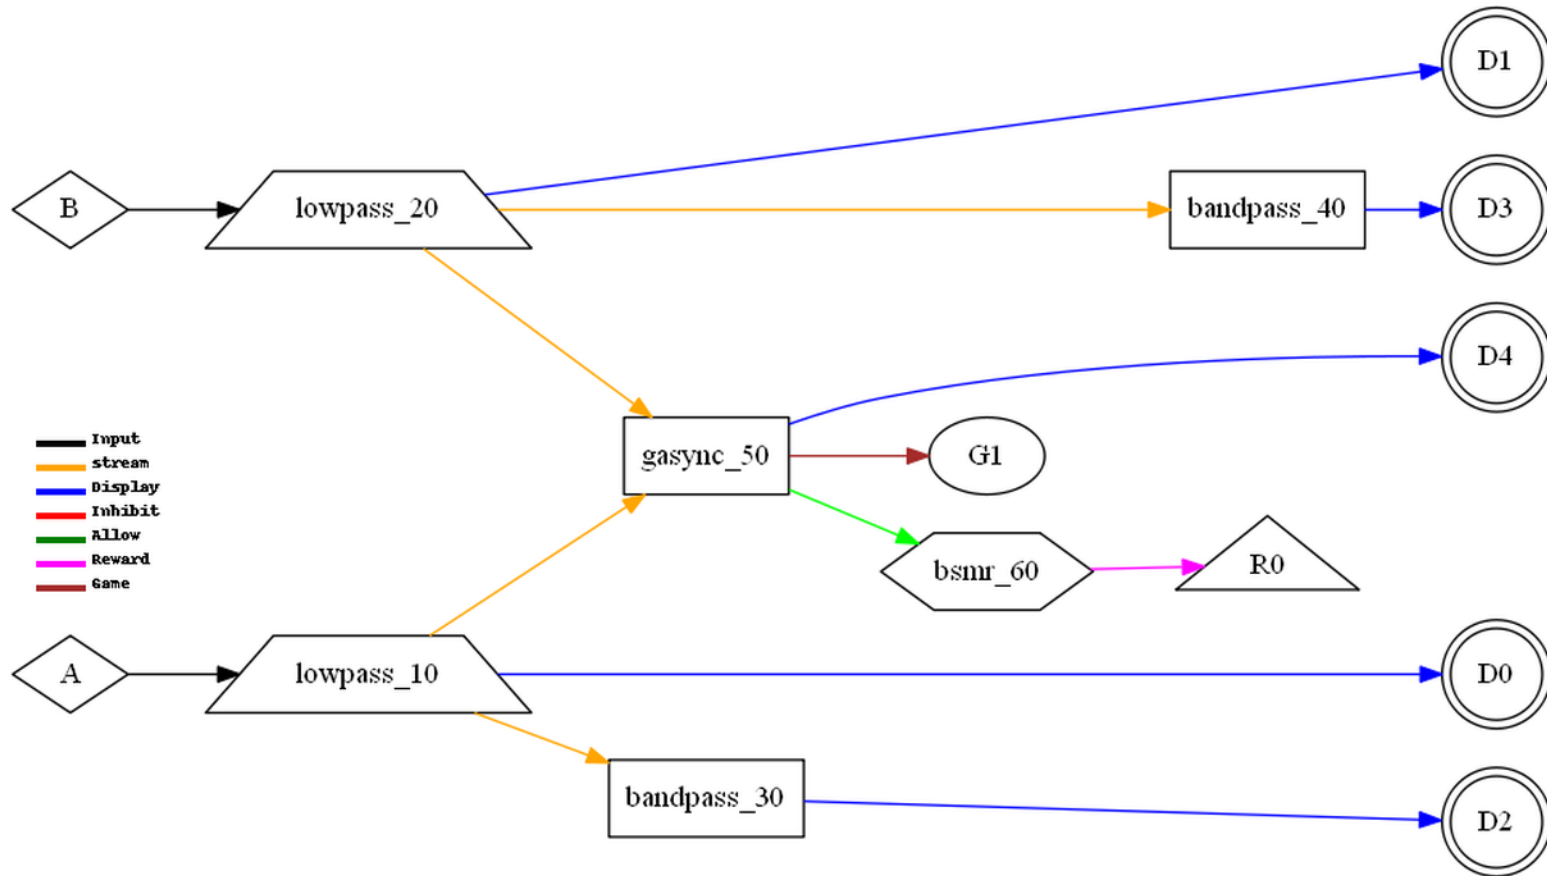 D1
B
lowpass_20
bandpass_40
D3
D4
Input
stream
Display
Inhibit
Allow
Reward
Game
gasync_50
G1
bsmr_60
R0
A
lowpass_10
D0
bandpass_30
D2